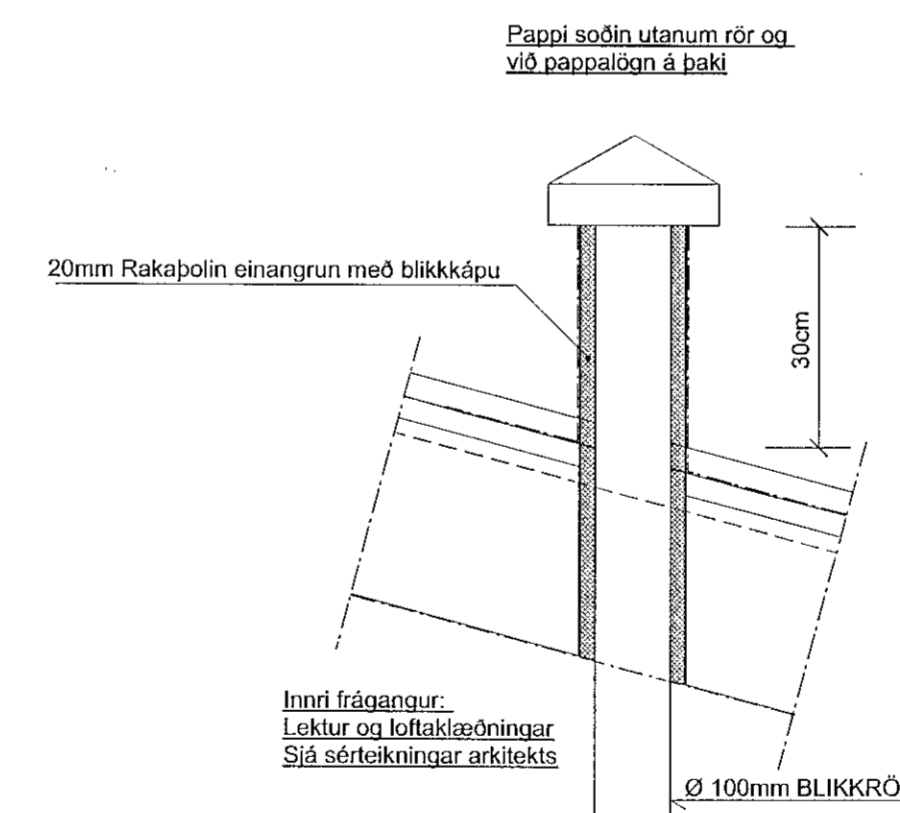 Pappi soðin utanum rör og
við pappalögn á þaki
20mm Rakaþolin einangrun með blikkkápu
30cm
Innri frágangur:
Lektur og loftaklæðningar
Sjá sérteikningar arkitekts
Ø 100mm BLIKKRÖ